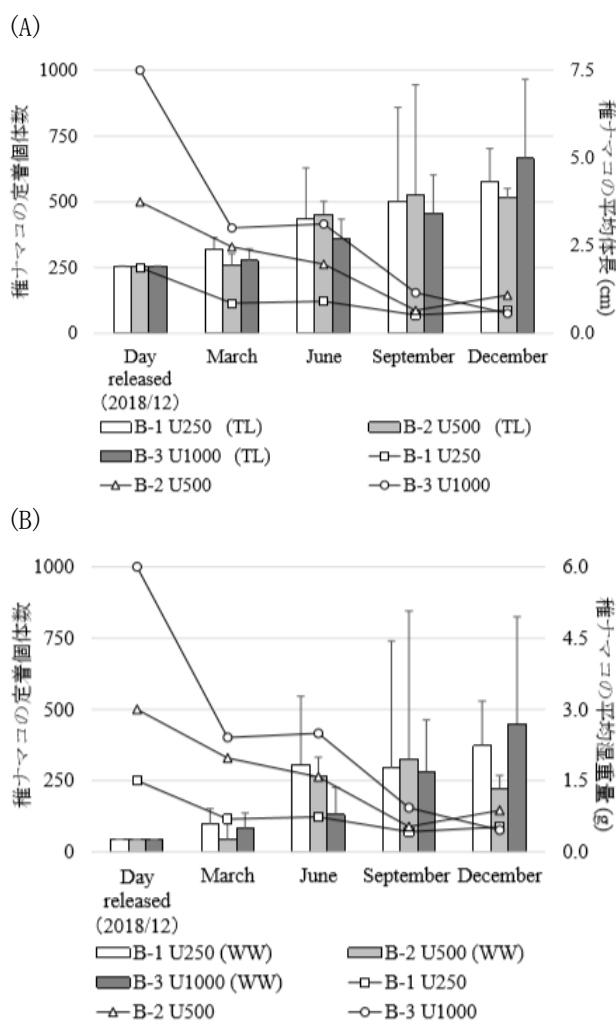 (A)
稚ナマコの定着個体数
1000
750
500
250
0
7.5
5.0
2.5
0.0
稚ナマコの平均体長 (cm)
Day released (2018/12)
March
June
September
December
B-1 U250 (TL)
B-2 U500 (TL)
B-3 U1000 (TL)
B-1 U250
B-2 U500
B-3 U1000
(B)
稚ナマコの定着個体数
1000
750
500
250
0
6.0
4.5
3.0
1.5
0.0
稚ナマコの平均湿重量 (g)
Day released (2018/12)
March
June
September
December
B-1 U250 (WW)
B-2 U500 (WW)
B-3 U1000 (WW)
B-1 U250
B-2 U500
B-3 U1000